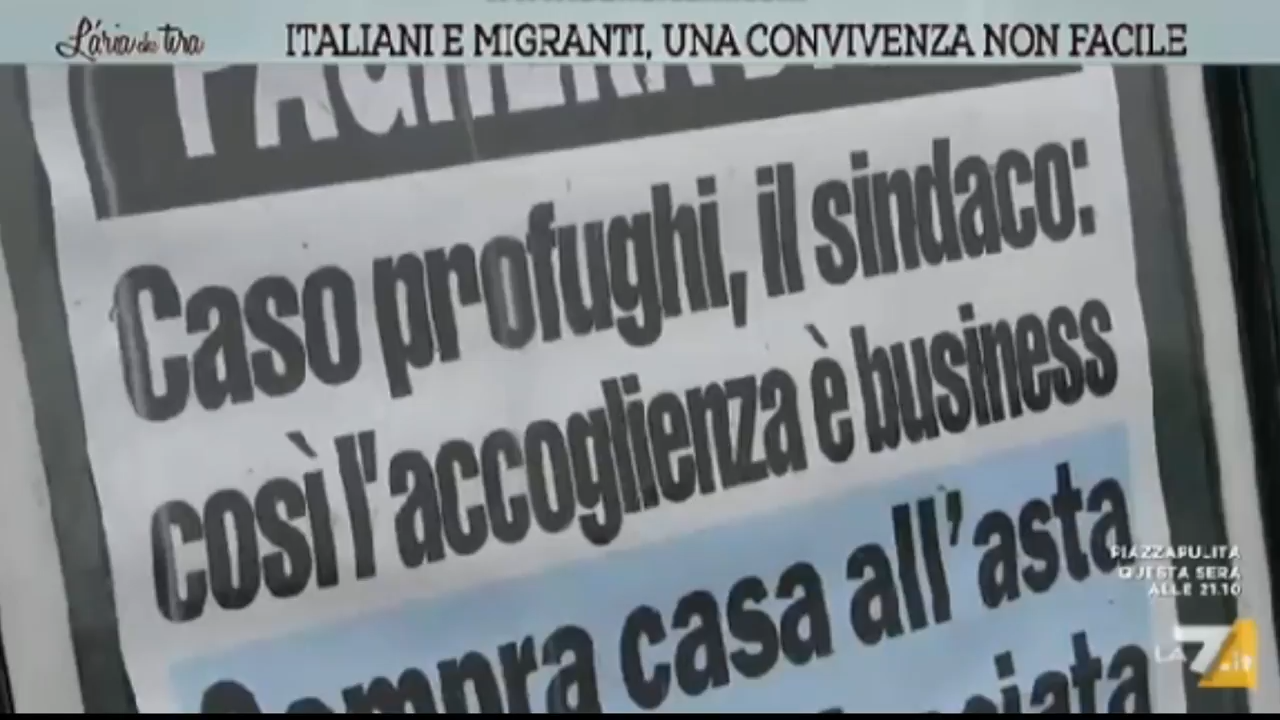 L'aria che tira
ITALIANI E MIGRANTI, UNA CONVIVENZA NON FACILE
Caso profughi, il sindaco:
così l'accoglienza è business
Compra casa all'asta
PIAZZAPULITA
QUESTA SERA
ALLE 21.10
LA7.it